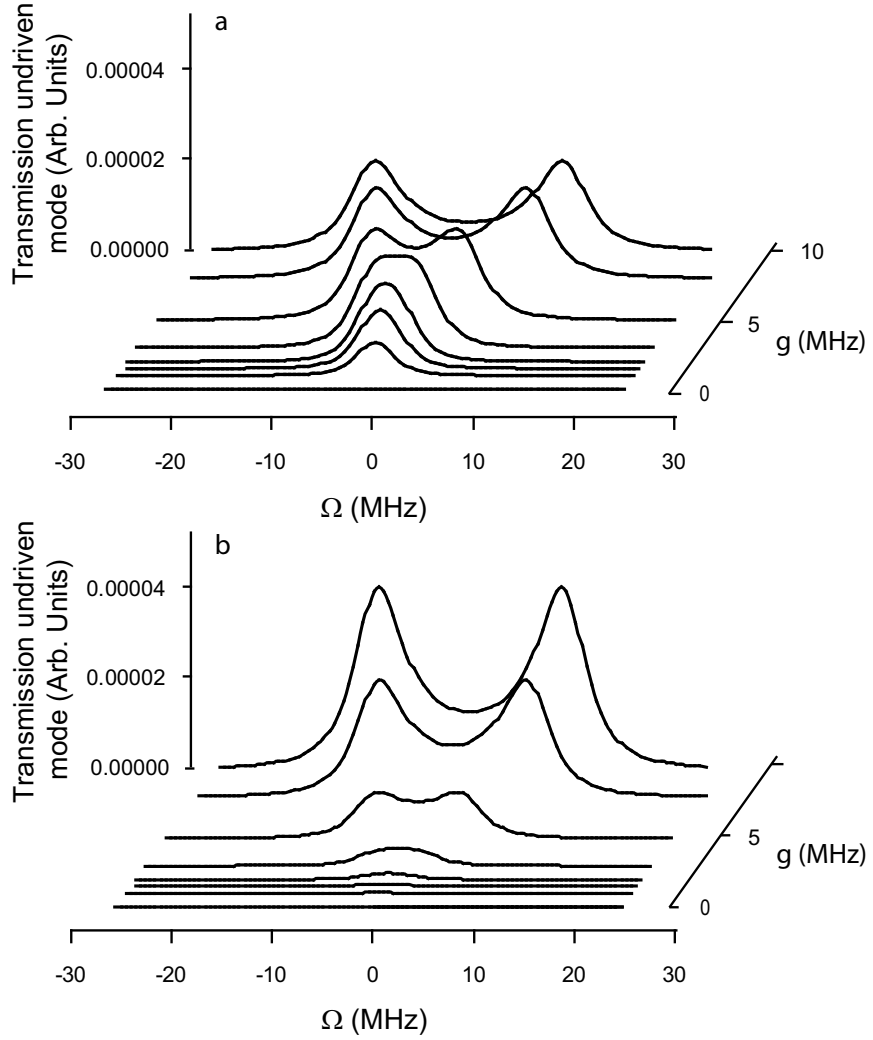 a
Transmission undriven
mode (Arb. Units)
0.00004
0.00002
0.00000
10
5
0
g (MHz)
-30 -20 -10 0 10 20 30
Ω (MHz)
b
Transmission undriven
mode (Arb. Units)
0.00004
0.00002
0.00000
5
0
g (MHz)
-30 -20 -10 0 10 20 30
Ω (MHz)